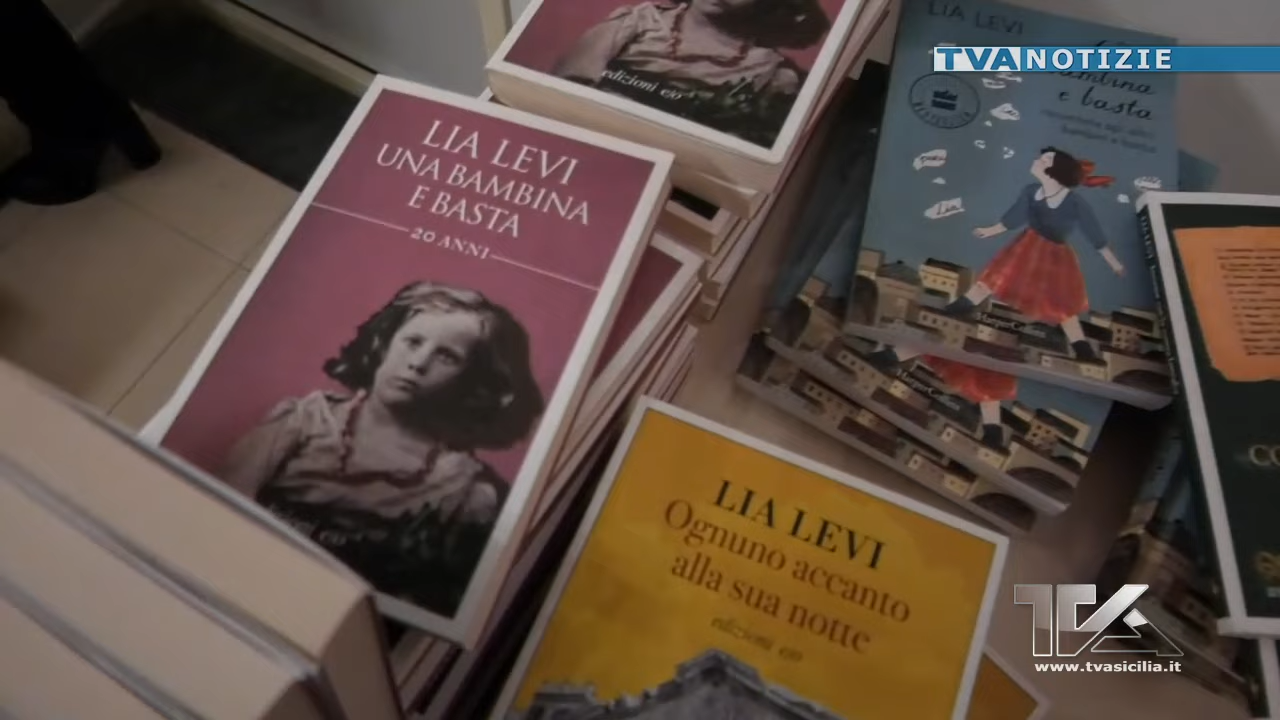 TVANOTIZIE
LIA LEVI
UNA BAMBINA
E BASTA
20 ANNI
edizioni e/o
LIA LEVI
bambina
e basta
LIA LEVI
Ognuno accanto
alla sua notte
edizioni e/o
TVA
www.tvasicilia.it